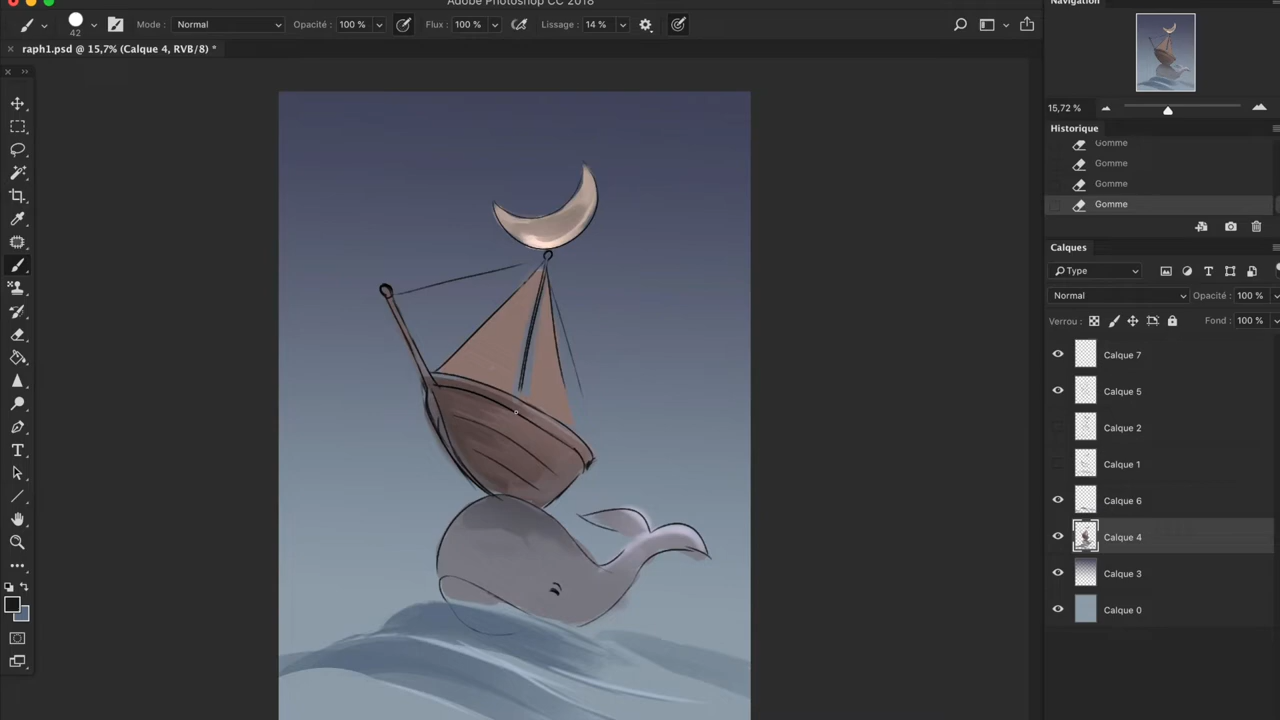 Adobe Photoshop CC 2018
Navigation
42
Mode : Normal
Opacité : 100 %
Flux : 100 %
Lissage : 14 %
× raph1.psd @ 15,7% (Calque 4, RVB/8) *
15,72 %
Historique
Gomme
Gomme
Gomme
Gomme
Calques
Type
Normal
Opacité : 100 %
Verrou :
Fond : 100 %
Calque 7
Calque 5
Calque 2
Calque 1
Calque 6
Calque 4
Calque 3
Calque 0